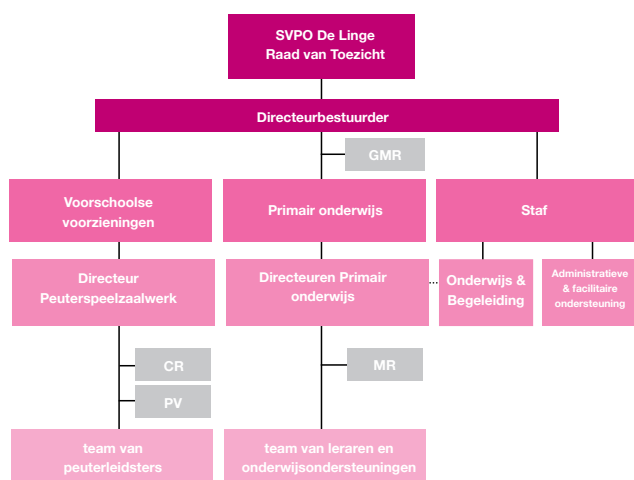 SVPO De Linge
Raad van Toezicht
Directeurbestuurder
GMR
Voorschoolse
voorzieningen
Primair onderwijs
Staf
Directeur
Peuterspeelzaalwerk
Directeuren Primair
onderwijs
Onderwijs &
Begeleiding
Administratieve
& facilitaire
ondersteuning
CR
MR
PV
team van
peuterleidsters
team van leraren en
onderwijsondersteuningen